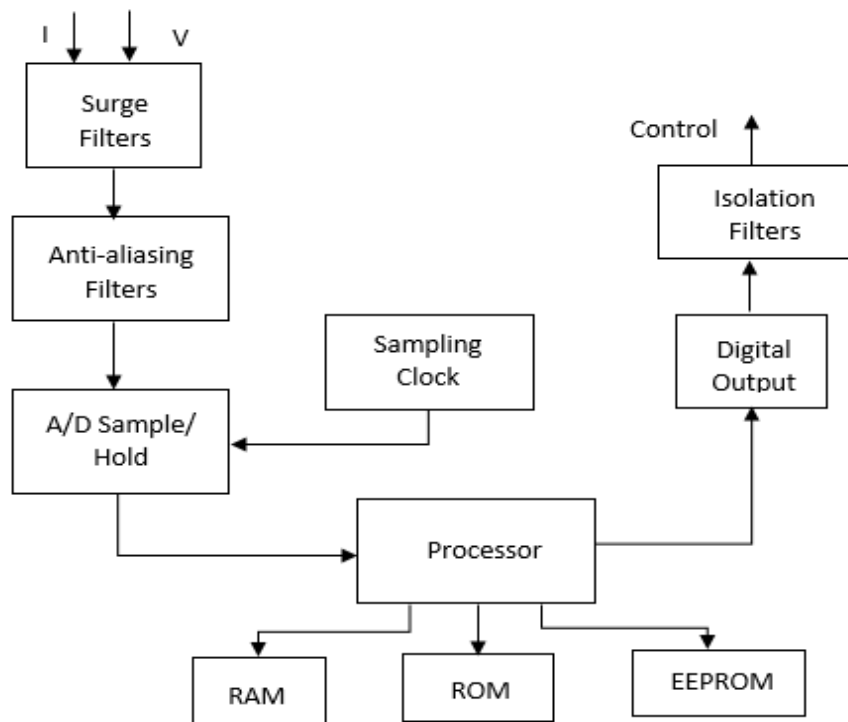 I V
Surge
Filters
Control
Isolation
Filters
Anti-aliasing
Filters
Sampling
Clock
Digital
Output
A/D Sample/
Hold
Processor
RAM
ROM
EEPROM